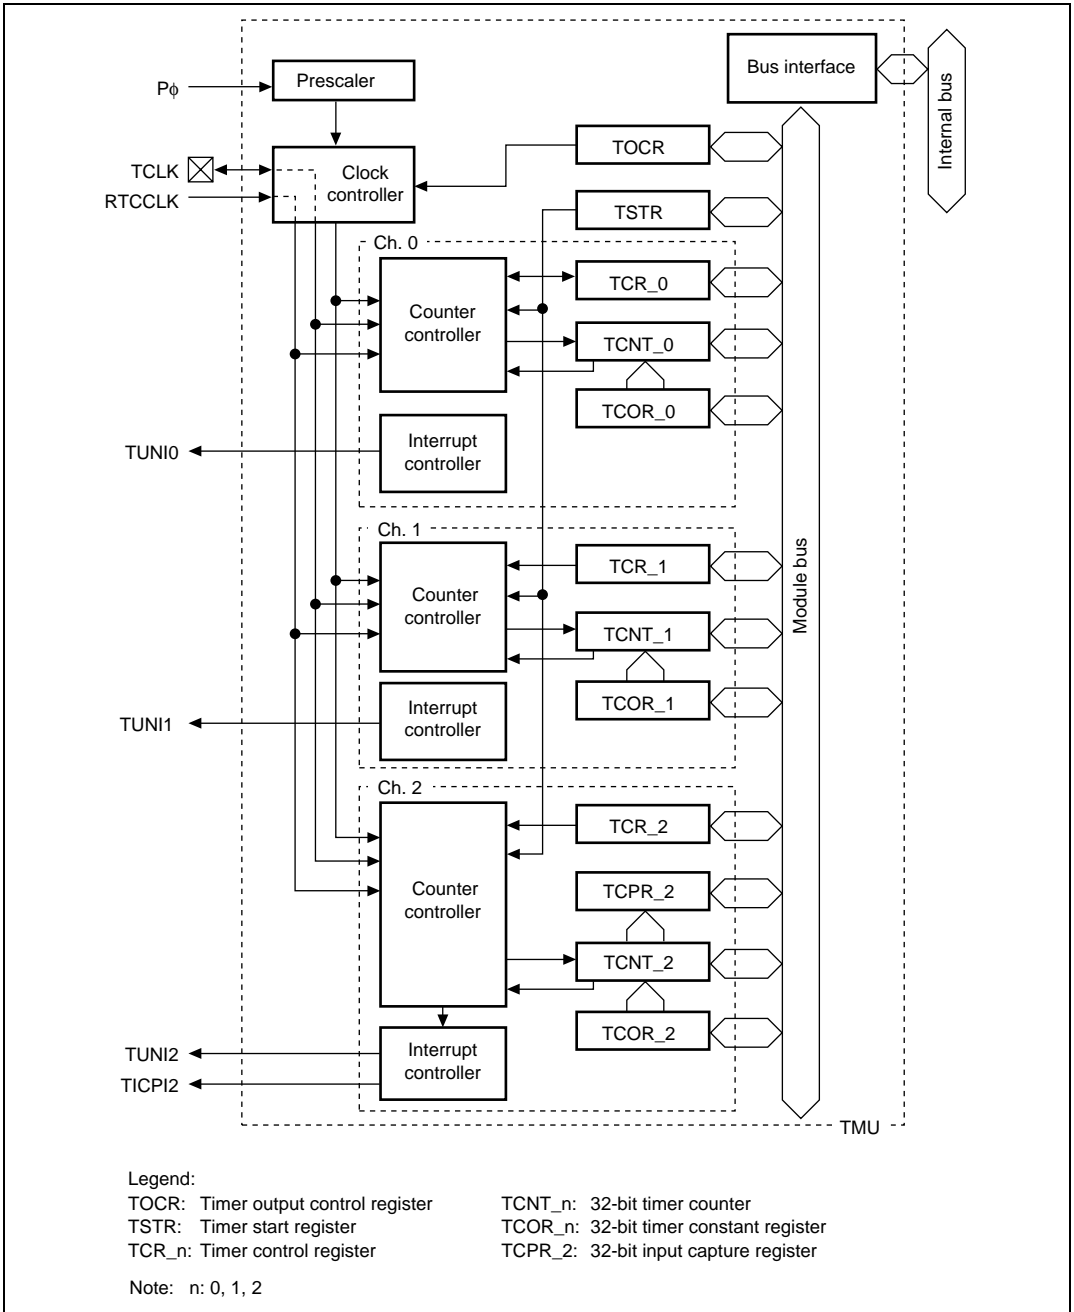 Bus interface
Prescaler
Pφ
Internal bus
TOCR
TCLK
Clock
controller
RTCCLK
TSTR
Ch. 0
TCR_0
Counter
controller
TCNT_0
TCOR_0
Interrupt
controller
TUNI0
Ch. 1
Module bus
TCR_1
Counter
controller
TCNT_1
TCOR_1
Interrupt
controller
TUNI1
Ch. 2
TCR_2
Counter
controller
TCPR_2
TCNT_2
TCOR_2
Interrupt
controller
TUNI2
TICPI2
TMU
Legend:
TOCR: Timer output control register
TCNT_n: 32-bit timer counter
TSTR: Timer start register
TCOR_n: 32-bit timer constant register
TCR_n: Timer control register
TCPR_2: 32-bit input capture register
Note: n: 0, 1, 2